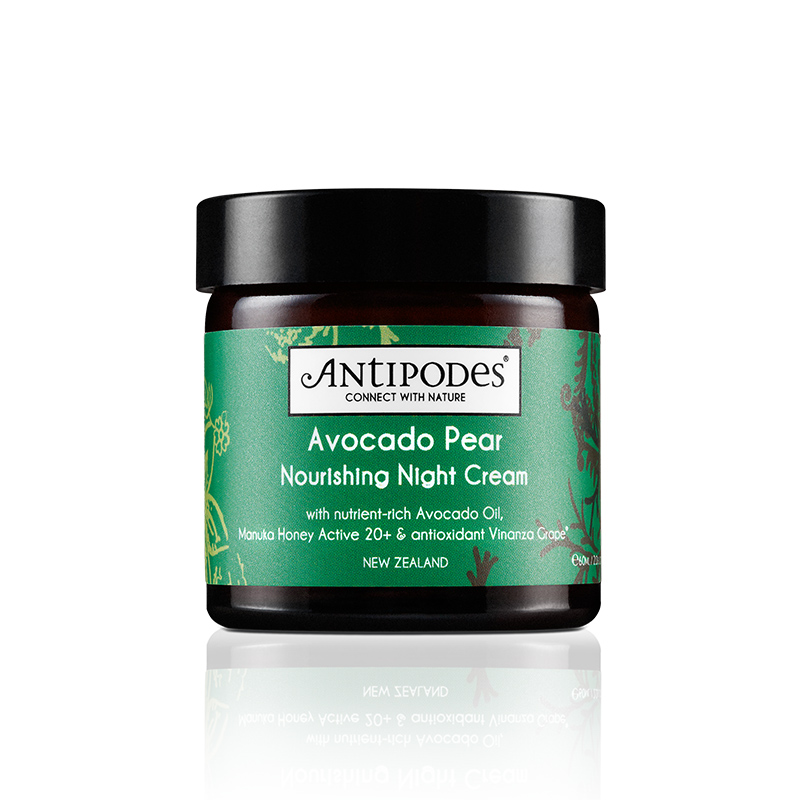 ANTIPODES®
CONNECT WITH NATURE
Avocado Pear
Nourishing Night Cream
with nutrient-rich Avocado Oil,
Manuka Honey Active 20+ & antioxidant Vinanza Grape®
NEW ZEALAND
℮60mL